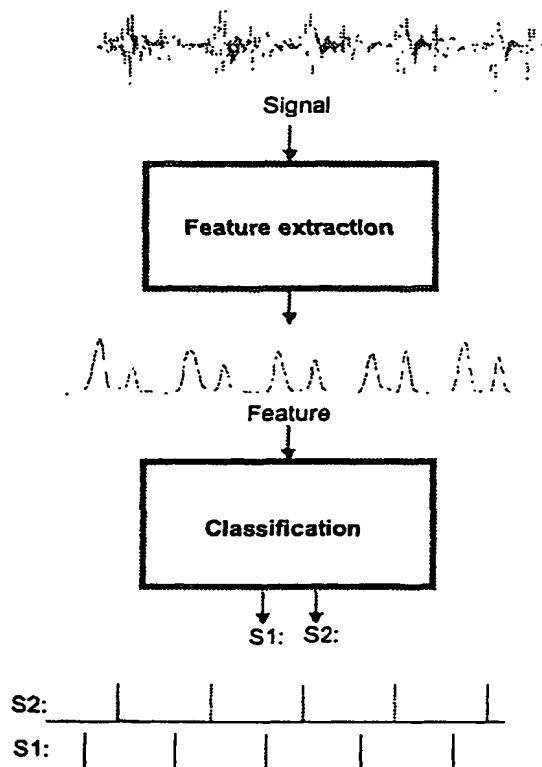 Signal
Feature extraction
Feature
Classification
S1: S2:
S2:
S1: